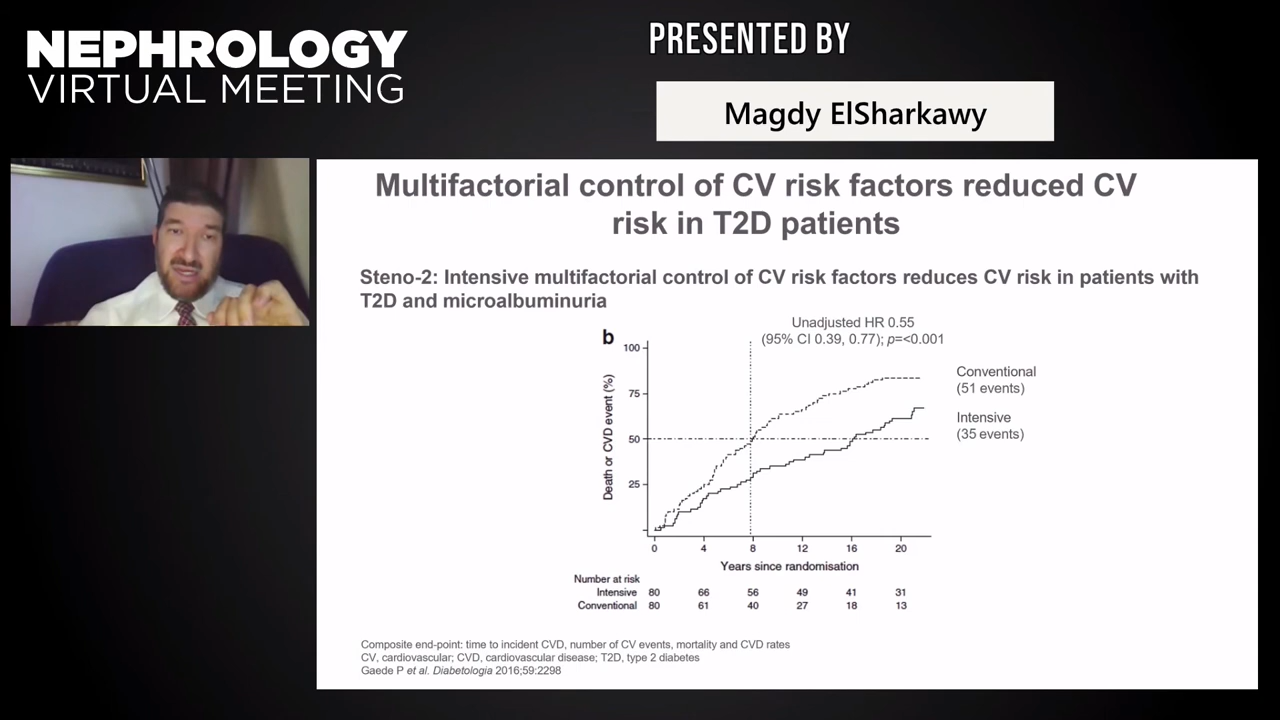 NEPHROLOGY
VIRTUAL MEETING
PRESENTED BY
Magdy ElSharkawy
Multifactorial control of CV risk factors reduced CV
risk in T2D patients
Steno-2: Intensive multifactorial control of CV risk factors reduces CV risk in patients with
T2D and microalbuminuria
b
Unadjusted HR 0.55
(95% CI 0.39, 0.77); p=<0.001
Death or CVD event (%)
100
75
50
25
Conventional
(51 events)
Intensive
(35 events)
0 4 8 12 16 20
Years since randomisation
Number at risk
Intensive 80 66 56 49 41 31
Conventional 80 61 40 27 18 13
Composite end-point: time to incident CVD, number of CV events, mortality and CVD rates
CV, cardiovascular; CVD, cardiovascular disease; T2D, type 2 diabetes
Gaede P et al. Diabetologia 2016;59:2298